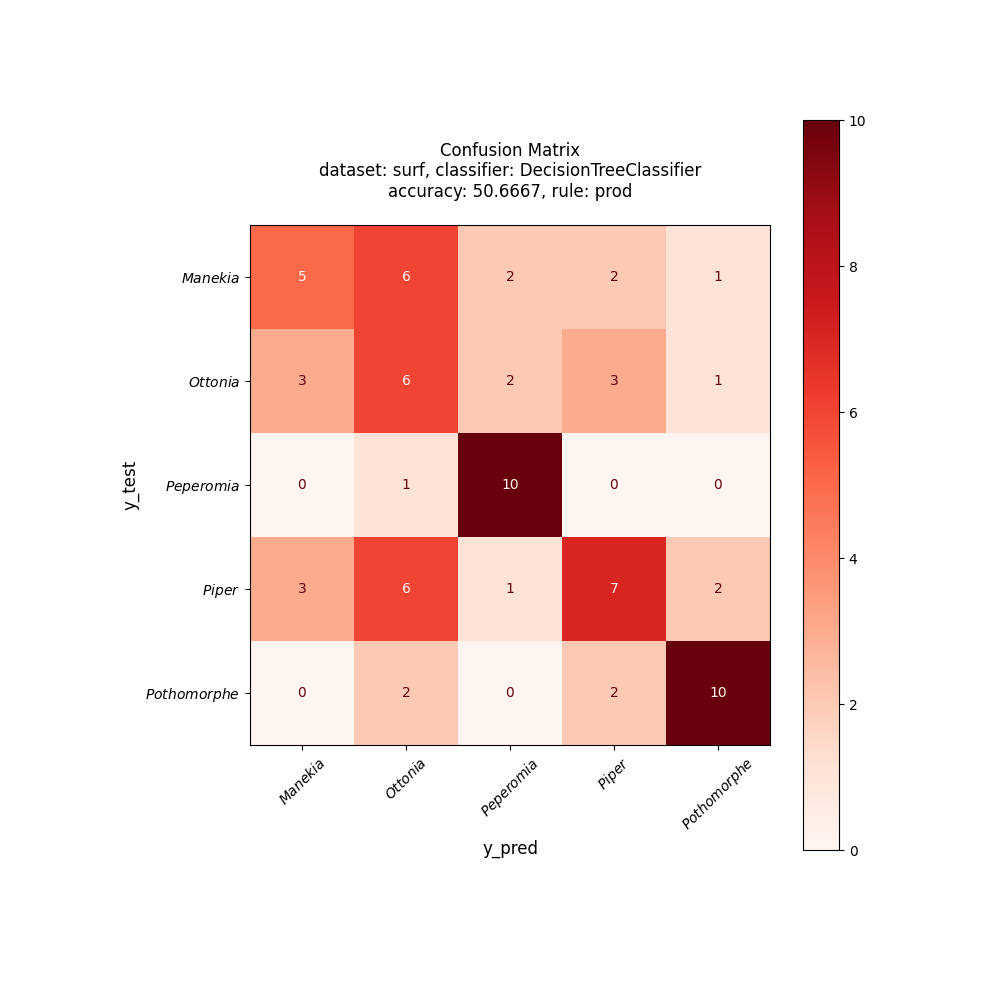 Confusion Matrix
dataset: surf, classifier: DecisionTreeClassifier
accuracy: 50.6667, rule: prod
10
8
6
4
2
0
y_test
Manekia 5 6 2 2 1
Ottonia 3 6 2 3 1
Peperomia 0 1 10 0 0
Piper 3 6 1 7 2
Pothomorphe 0 2 0 2 10
Manekia Ottonia Peperomia Piper Pothomorphe
y_pred